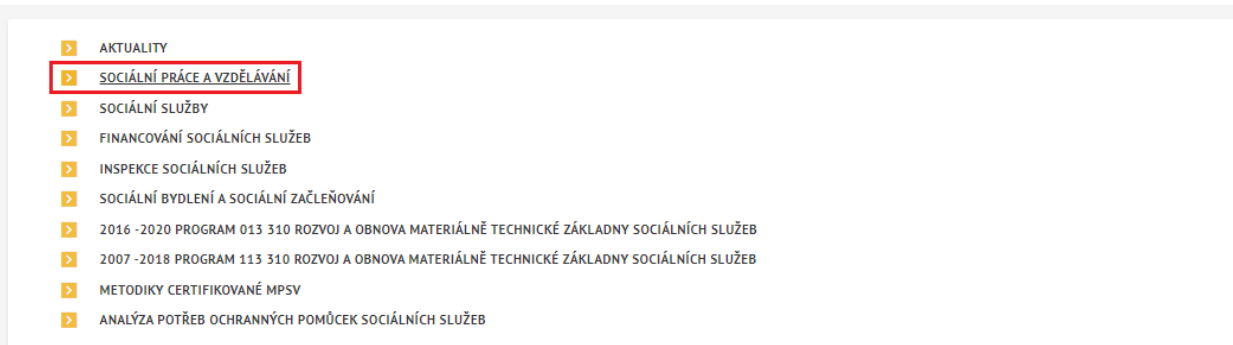 AKTUALITY
SOCIÁLNÍ PRÁCE A VZDĚLÁVÁNÍ
SOCIÁLNÍ SLUŽBY
FINANCOVÁNÍ SOCIÁLNÍCH SLUŽEB
INSPEKCE SOCIÁLNÍCH SLUŽEB
SOCIÁLNÍ BYDLENÍ A SOCIÁLNÍ ZAČLEŇOVÁNÍ
2016 -2020 PROGRAM 013 310 ROZVOJ A OBNOVA MATERIÁLNĚ TECHNICKÉ ZÁKLADNY SOCIÁLNÍCH SLUŽEB
2007 -2018 PROGRAM 113 310 ROZVOJ A OBNOVA MATERIÁLNĚ TECHNICKÉ ZÁKLADNY SOCIÁLNÍCH SLUŽEB
METODIKY CERTIFIKOVANÉ MPSV
ANALÝZA POTŘEB OCHRANNÝCH POMŮCEK SOCIÁLNÍCH SLUŽEB